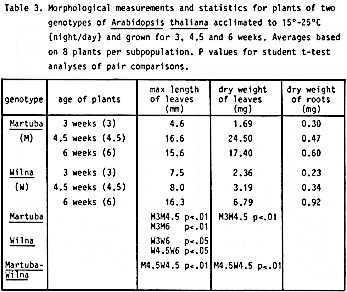 Table 3. Morphological measurements and statistics for plants of two
genotypes of Arabidopsis thaliana acclimated to 15°-25°C
(night/day) and grown for 3, 4.5 and 6 weeks. Averages based
on 8 plants per subpopulation. P values for student t-test
analyses of pair comparisons.
genotype age of plants max length of leaves (mm) dry weight of leaves (mg) dry weight of roots (mg)
Martuba 3 weeks (3) 4.6 1.69 0.30
(M) 4.5 weeks (4.5) 16.6 24.50 0.47
6 weeks (6) 15.6 17.40 0.60
Wilna 3 weeks (3) 7.5 2.36 0.23
(W) 4.5 weeks (4.5) 8.0 3.19 0.34
6 weeks (6) 16.3 6.79 0.92
Martuba M3M4.5 p<.01 M3M4.5 p<.01
M3M6 p<.01
Wilna W3W6 p<.05
W4.5W6 p<.05
Martuba- M4.5W4.5 p<.01 M4.5W4.5 p<.01
Wilna